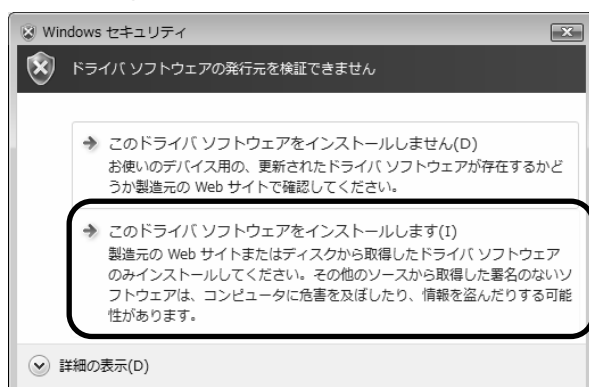 Windows セキュリティ
ドライバ ソフトウェアの発行元を検証できません
このドライバ ソフトウェアをインストールしません(D)
お使いのデバイス用の、更新されたドライバ ソフトウェアが存在するかど
うか製造元の Web サイトで確認してください。
このドライバ ソフトウェアをインストールします(I)
製造元の Web サイトまたはディスクから取得したドライバ ソフトウェア
のみインストールしてください。その他のソースから取得した署名のないソ
フトウェアは、コンピュータに危害を及ぼしたり、情報を盗んだりする可能
性があります。
詳細の表示(D)